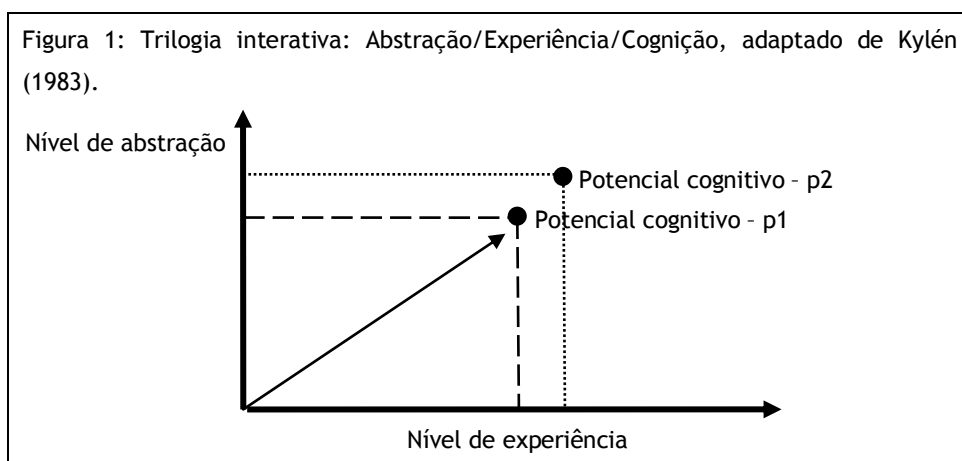 Figura 1: Trilogia interativa: Abstração/Experiência/Cognição, adaptado de Kylén
(1983).
Nível de abstração
Potencial cognitivo – p2
Potencial cognitivo – p1
Nível de experiência